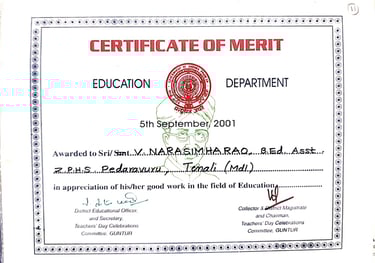 11
CERTIFICATE OF MERIT
EDUCATION DEPARTMENT
5th September, 2001
Awarded to Sri/Smt. V. NARASIMHARAO, B.Ed. Asst
Z.P.H.S. Pedaravuru, Tenali (Mdl)
in appreciation of his/her good work in the field of Education
District Educational Officer, Collector & District Magistrate
and Secretary, and Chairman,
Teachers' Day Celebrations Teachers' Day Celebrations
Committee, GUNTUR Committee, GUNTUR